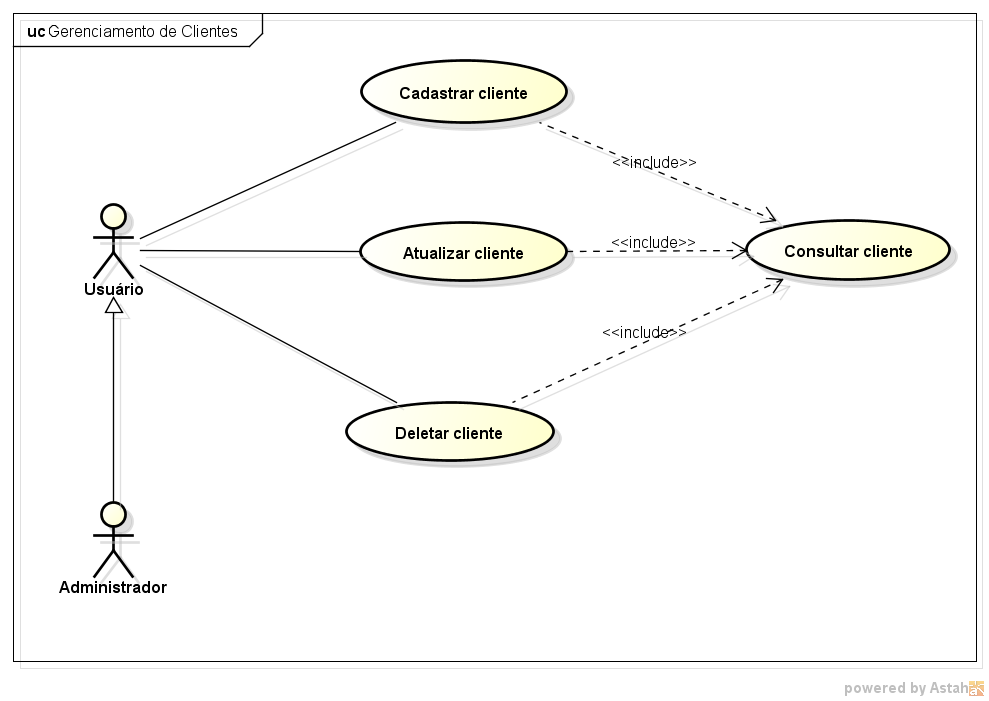 uc Gerenciamento de Clientes
Cadastrar cliente
<<include>>
Usuário
Atualizar cliente
<<include>>
Consultar cliente
<<include>>
Deletar cliente
Administrador
powered by Astah